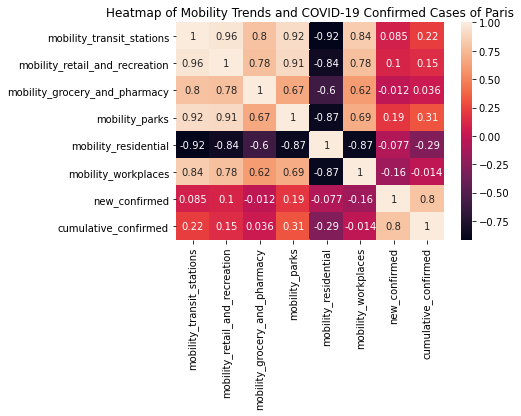 Heatmap of Mobility Trends and COVID-19 Confirmed Cases of Paris
mobility_transit_stations 1 0.96 0.8 0.92 -0.92 0.84 0.085 0.22
mobility_retail_and_recreation 0.96 1 0.78 0.91 -0.84 0.78 0.1 0.15
mobility_grocery_and_pharmacy 0.8 0.78 1 0.67 -0.6 0.62 -0.012 0.036
mobility_parks 0.92 0.91 0.67 1 -0.87 0.69 0.19 0.31
mobility_residential -0.92 -0.84 -0.6 -0.87 1 -0.87 -0.077 -0.29
mobility_workplaces 0.84 0.78 0.62 0.69 -0.87 1 -0.16 -0.014
new_confirmed 0.085 0.1 -0.012 0.19 -0.077 -0.16 1 0.8
cumulative_confirmed 0.22 0.15 0.036 0.31 -0.29 -0.014 0.8 1
mobility_transit_stations
mobility_retail_and_recreation
mobility_grocery_and_pharmacy
mobility_parks
mobility_residential
mobility_workplaces
new_confirmed
cumulative_confirmed
1.00
0.75
0.50
0.25
0.00
-0.25
-0.50
-0.75